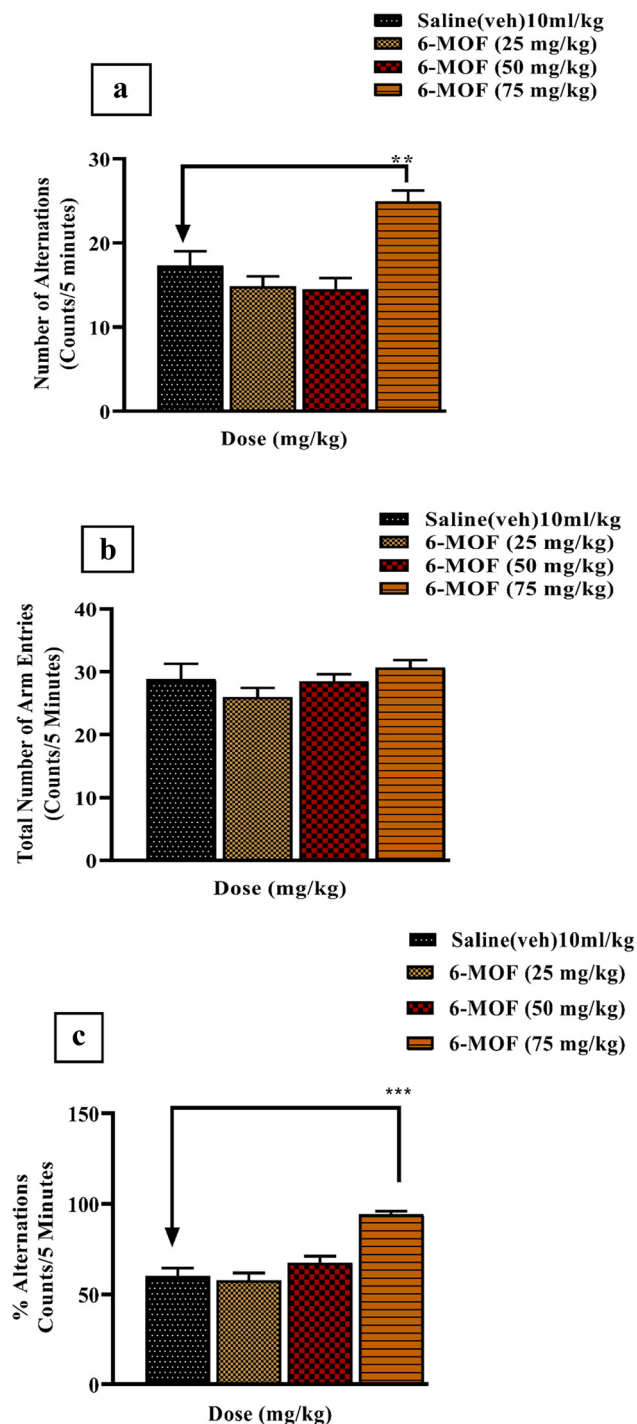 Saline(veh)10ml/kg
6-MOF (25 mg/kg)
6-MOF (50 mg/kg)
6-MOF (75 mg/kg)
a
**
30
20
10
0
Number of Alternations
(Counts/5 minutes)
Dose (mg/kg)
Saline(veh)10ml/kg
6-MOF (25 mg/kg)
6-MOF (50 mg/kg)
6-MOF (75 mg/kg)
b
40
30
20
10
0
Total Number of Arm Entries
(Counts/5 Minutes)
Dose (mg/kg)
Saline(veh)10ml/kg
6-MOF (25 mg/kg)
6-MOF (50 mg/kg)
6-MOF (75 mg/kg)
c
***
150
100
50
0
% Alternations
Counts/5 Minutes
Dose (mg/kg)